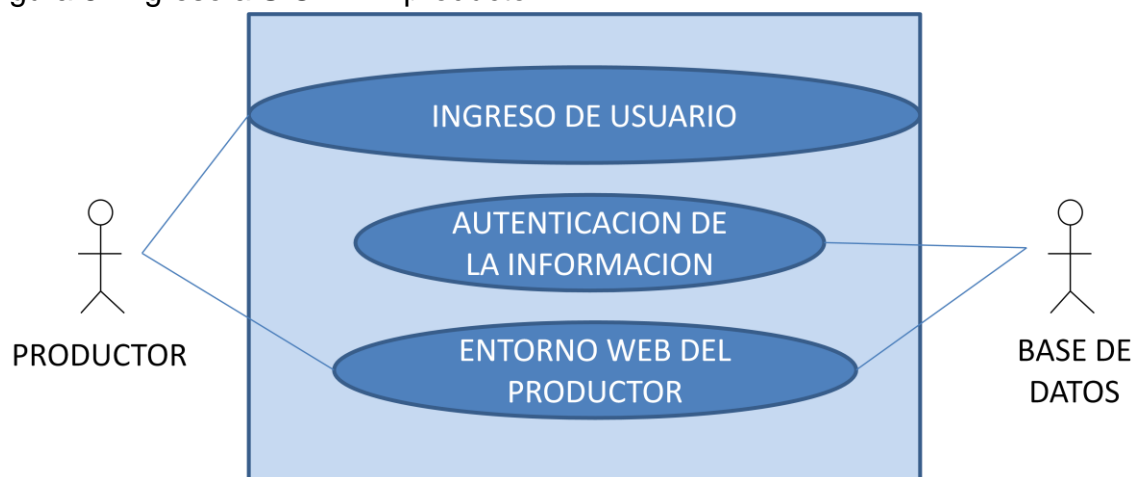 INGRESO DE USUARIO
AUTENTICACION DE
LA INFORMACION
PRODUCTOR
ENTORNO WEB DEL
PRODUCTOR
BASE DE
DATOS